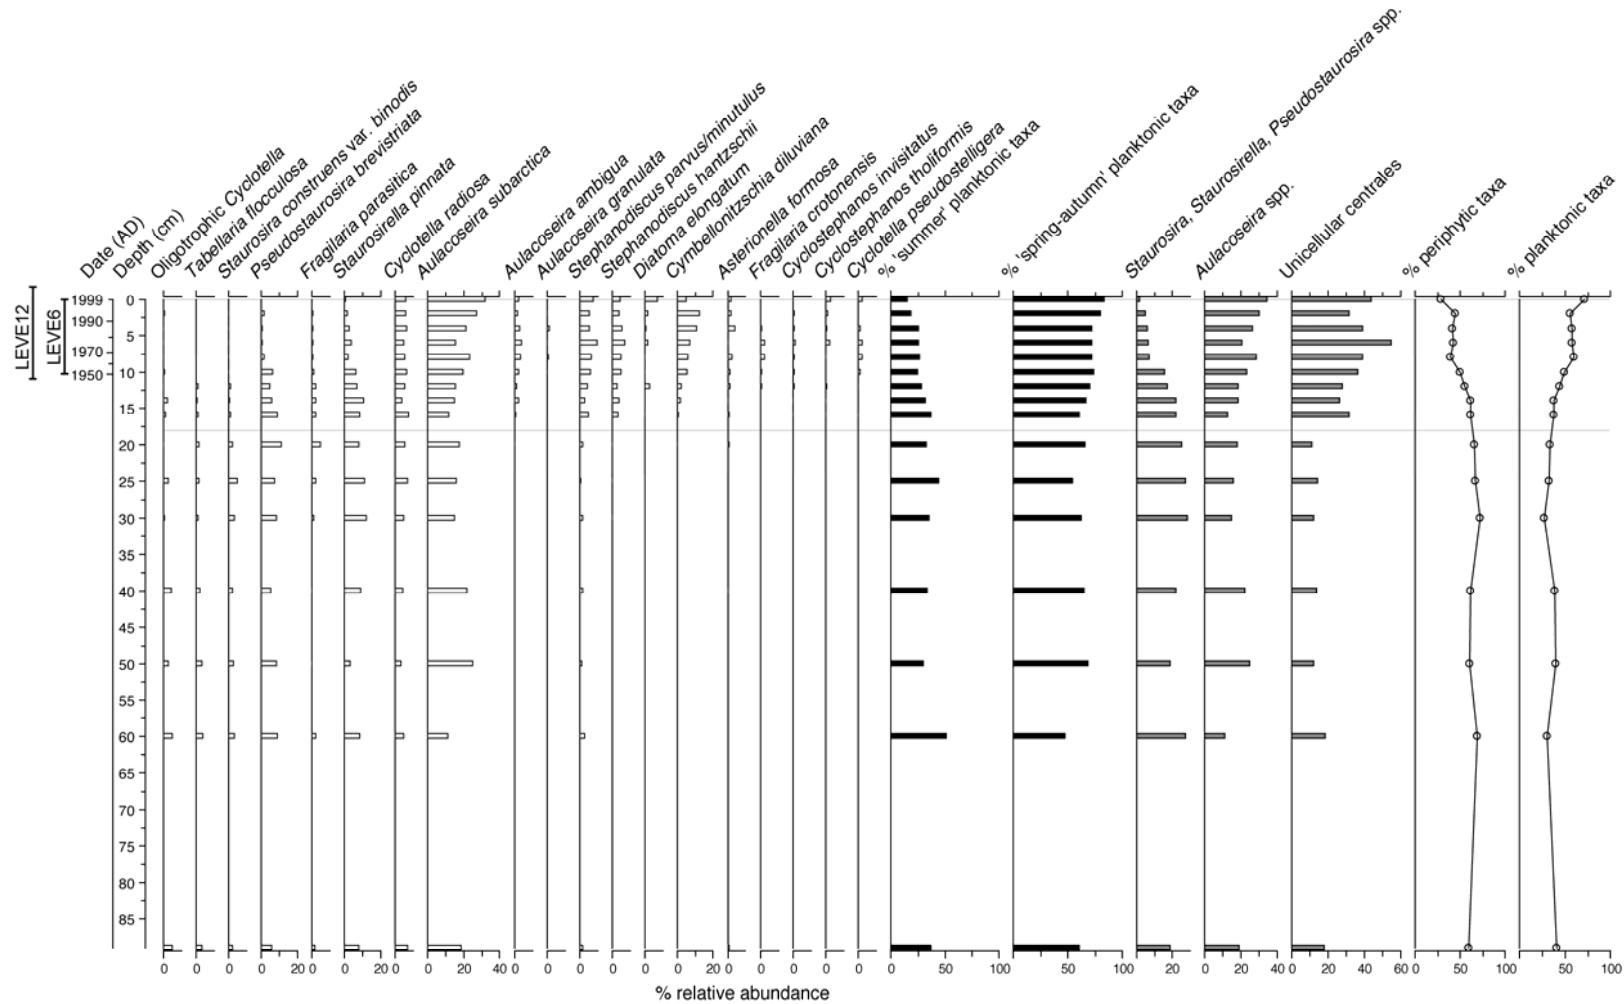 LEVE12
LEVE6
Date (AD)
Depth (cm)
Oligotrophic Cyclotella
Tabellaria flocculosa
Staurosira construens var. binodis
Pseudostaurosira brevistriata
Fragilaria parasitica
Staurosirella pinnata
Cyclotella radiosa
Aulacoseira subarctica
Aulacoseira ambigua
Aulacoseira granulata
Stephanodiscus parvus/minutulus
Stephanodiscus hantzschii
Diatoma elongatum
Cymbellonitzschia diluviana
Asterionella formosa
Fragilaria crotonensis
Cyclostephanos invisitatus
Cyclostephanos tholiformis
Cyclotella pseudostelligera
% 'summer' planktonic taxa
% 'spring-autumn' planktonic taxa
Staurosira, Staurosirella, Pseudostaurosira spp.
Aulacoseira spp.
Unicellular centrales
% periphytic taxa
% planktonic taxa
1999
1990
1970
1950
0
5
10
15
20
25
30
35
40
45
50
55
60
65
70
75
80
85
0 0 0 0 20 0 0 0 0 20 40 0 0 0 0 0 0 20 0 0 0 0 0 0 50 100 0 50 100 0 20 0 20 40 0 20 40 60 0 50 100 0 50 100
% relative abundance